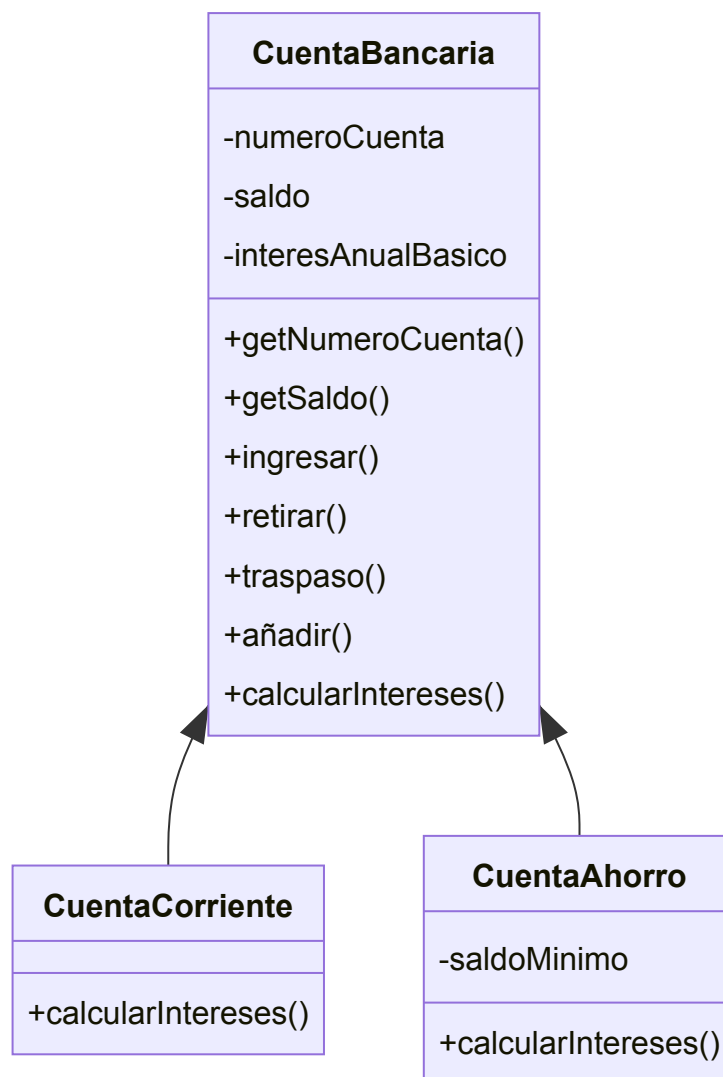 CuentaBancaria
-numeroCuenta
-saldo
-interesAnualBasico
+getNumeroCuenta()
+getSaldo()
+ingresar()
+retirar()
+traspaso()
+añadir()
+calcularIntereses()
CuentaCorriente
+calcularIntereses()
CuentaAhorro
-saldoMinimo
+calcularIntereses()